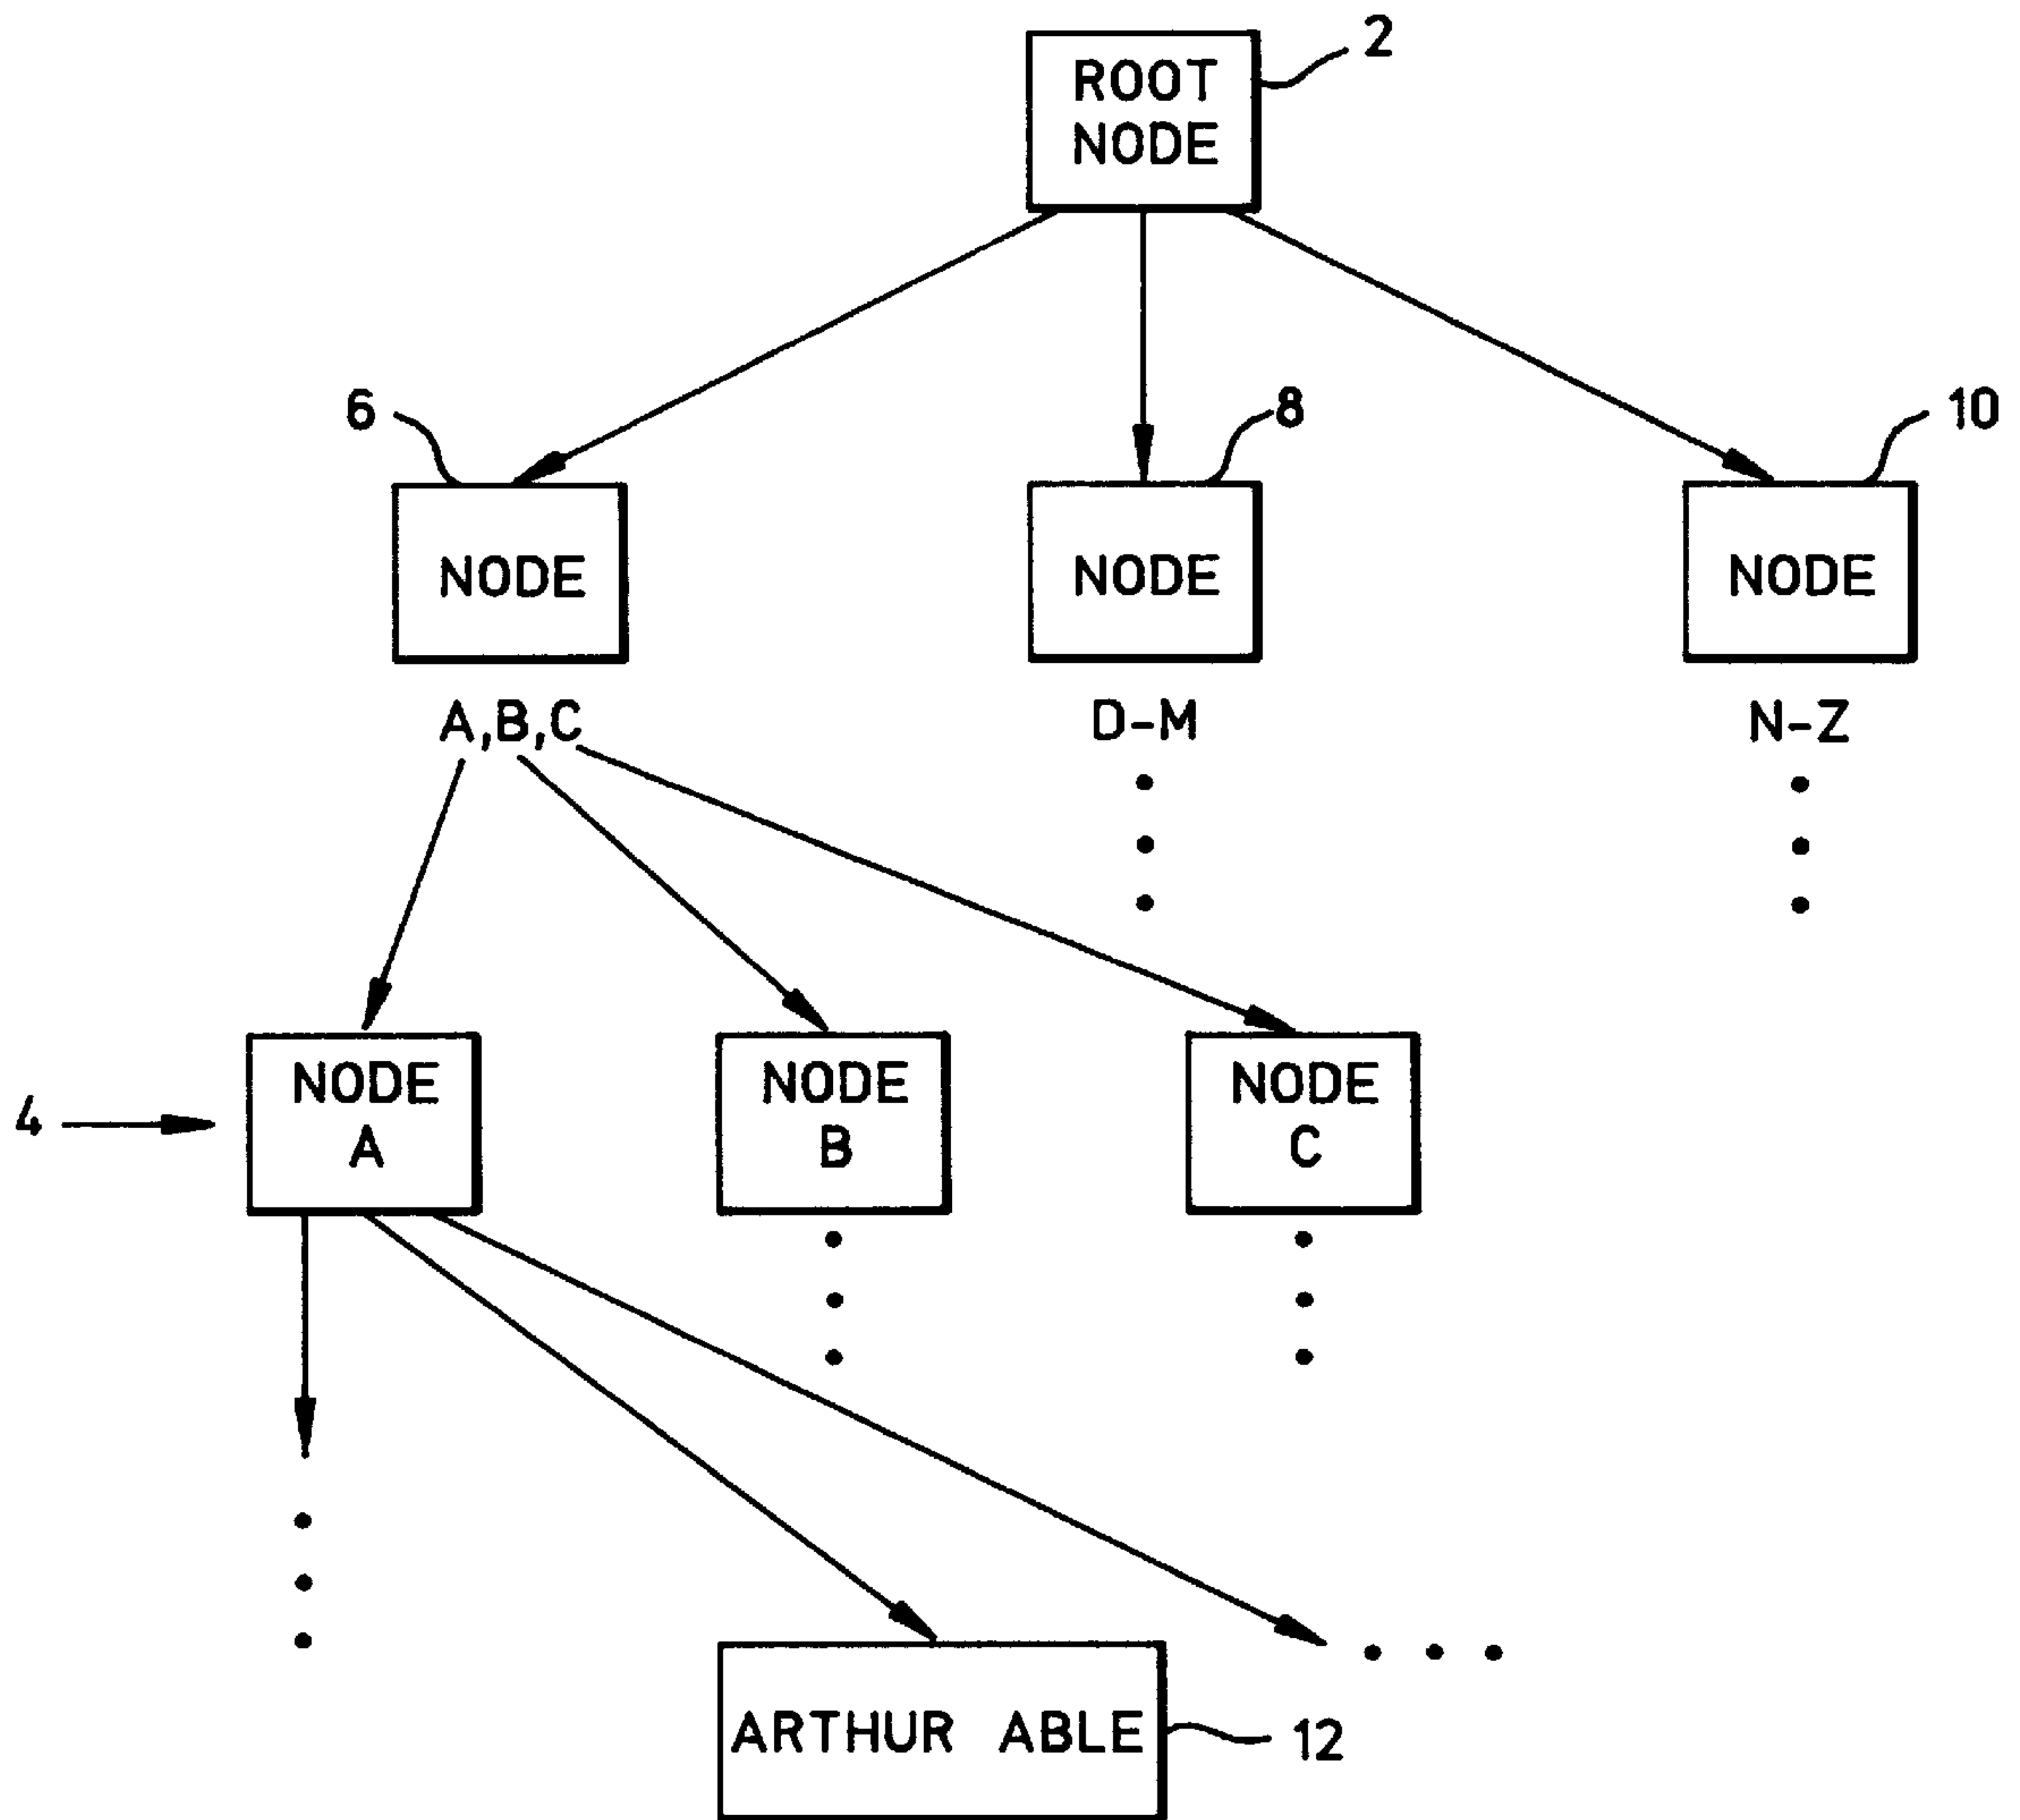 2
ROOT
NODE
6
8
10
NODE
NODE
NODE
A,B,C
D-M
N-Z
NODE
A
NODE
B
NODE
C
4
ARTHUR ABLE
12